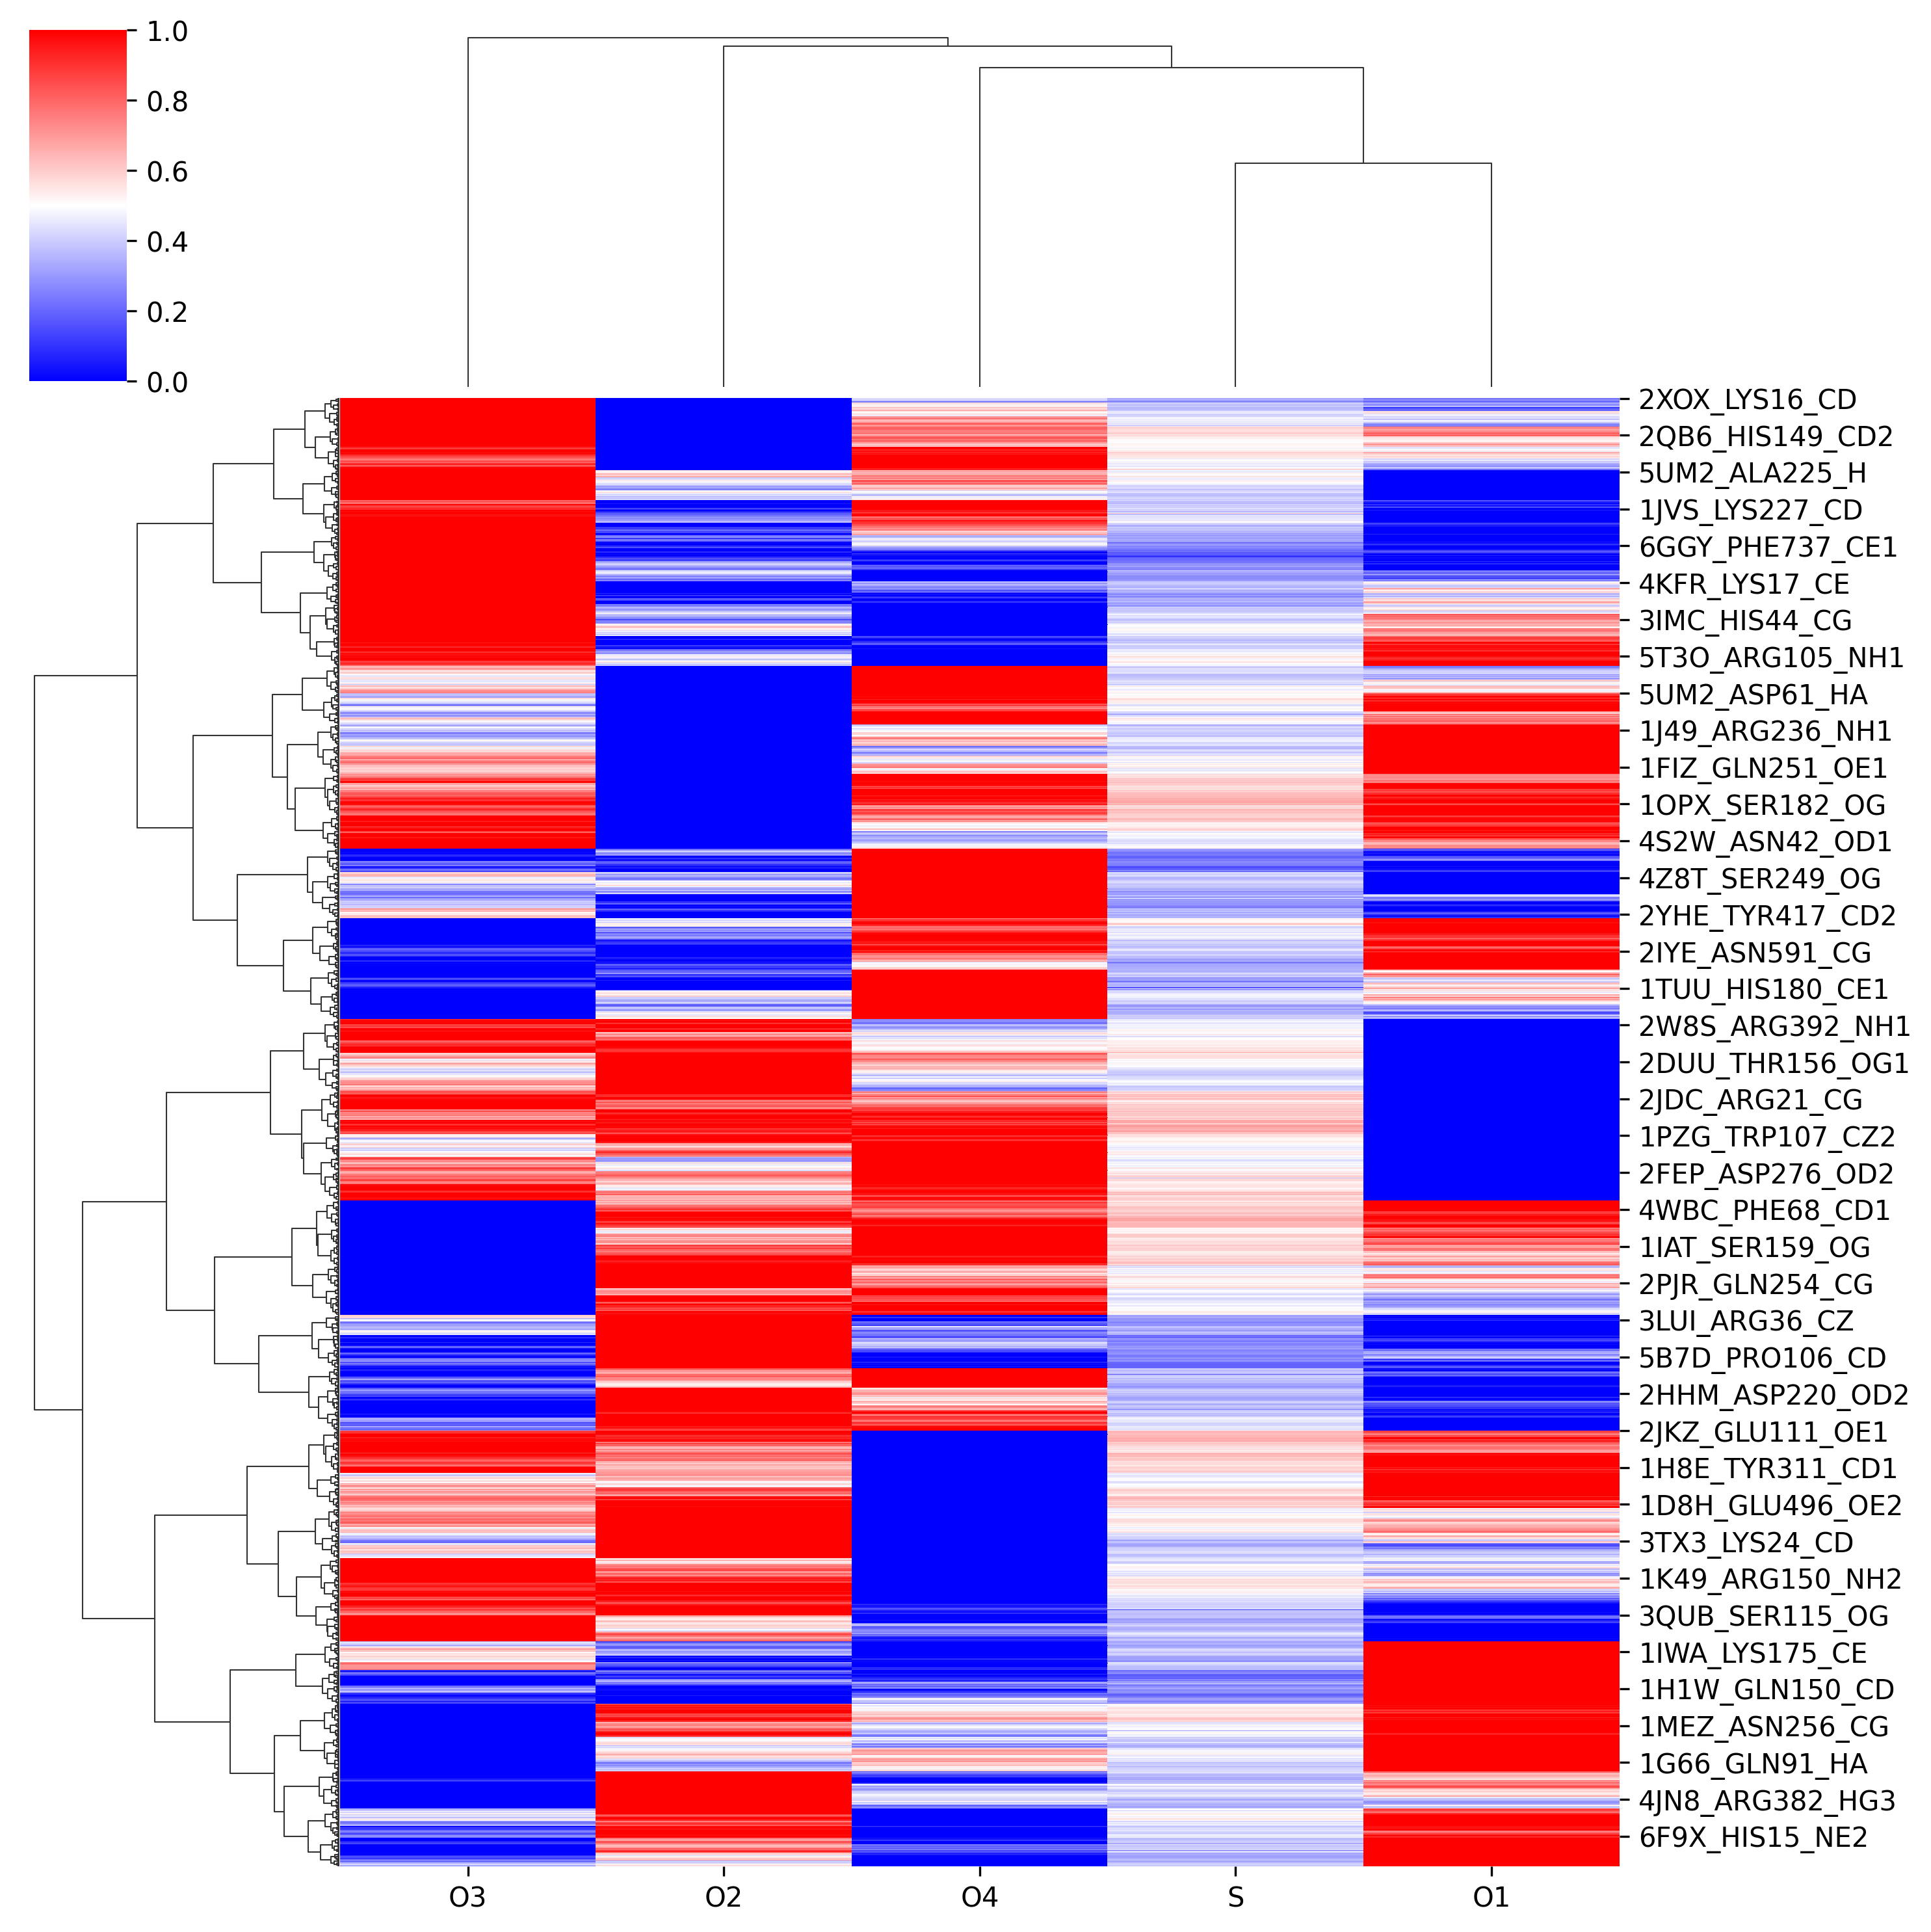 1.0
0.8
0.6
0.4
0.2
0.0
2XOX_LYS16_CD
2QB6_HIS149_CD2
5UM2_ALA225_H
1JVS_LYS227_CD
6GGY_PHE737_CE1
4KFR_LYS17_CE
3IMC_HIS44_CG
5T3O_ARG105_NH1
5UM2_ASP61_HA
1J49_ARG236_NH1
1FIZ_GLN251_OE1
1OPX_SER182_OG
4S2W_ASN42_OD1
4Z8T_SER249_OG
2YHE_TYR417_CD2
2IYE_ASN591_CG
1TUU_HIS180_CE1
2W8S_ARG392_NH1
2DUU_THR156_OG1
2JDC_ARG21_CG
1PZG_TRP107_CZ2
2FEP_ASP276_OD2
4WBC_PHE68_CD1
1IAT_SER159_OG
2PJR_GLN254_CG
3LUI_ARG36_CZ
5B7D_PRO106_CD
2HHM_ASP220_OD2
2JKZ_GLU111_OE1
1H8E_TYR311_CD1
1D8H_GLU496_OE2
3TX3_LYS24_CD
1K49_ARG150_NH2
3QUB_SER115_OG
1IWA_LYS175_CE
1H1W_GLN150_CD
1MEZ_ASN256_CG
1G66_GLN91_HA
4JN8_ARG382_HG3
6F9X_HIS15_NE2
O3 O2 O4 S O1